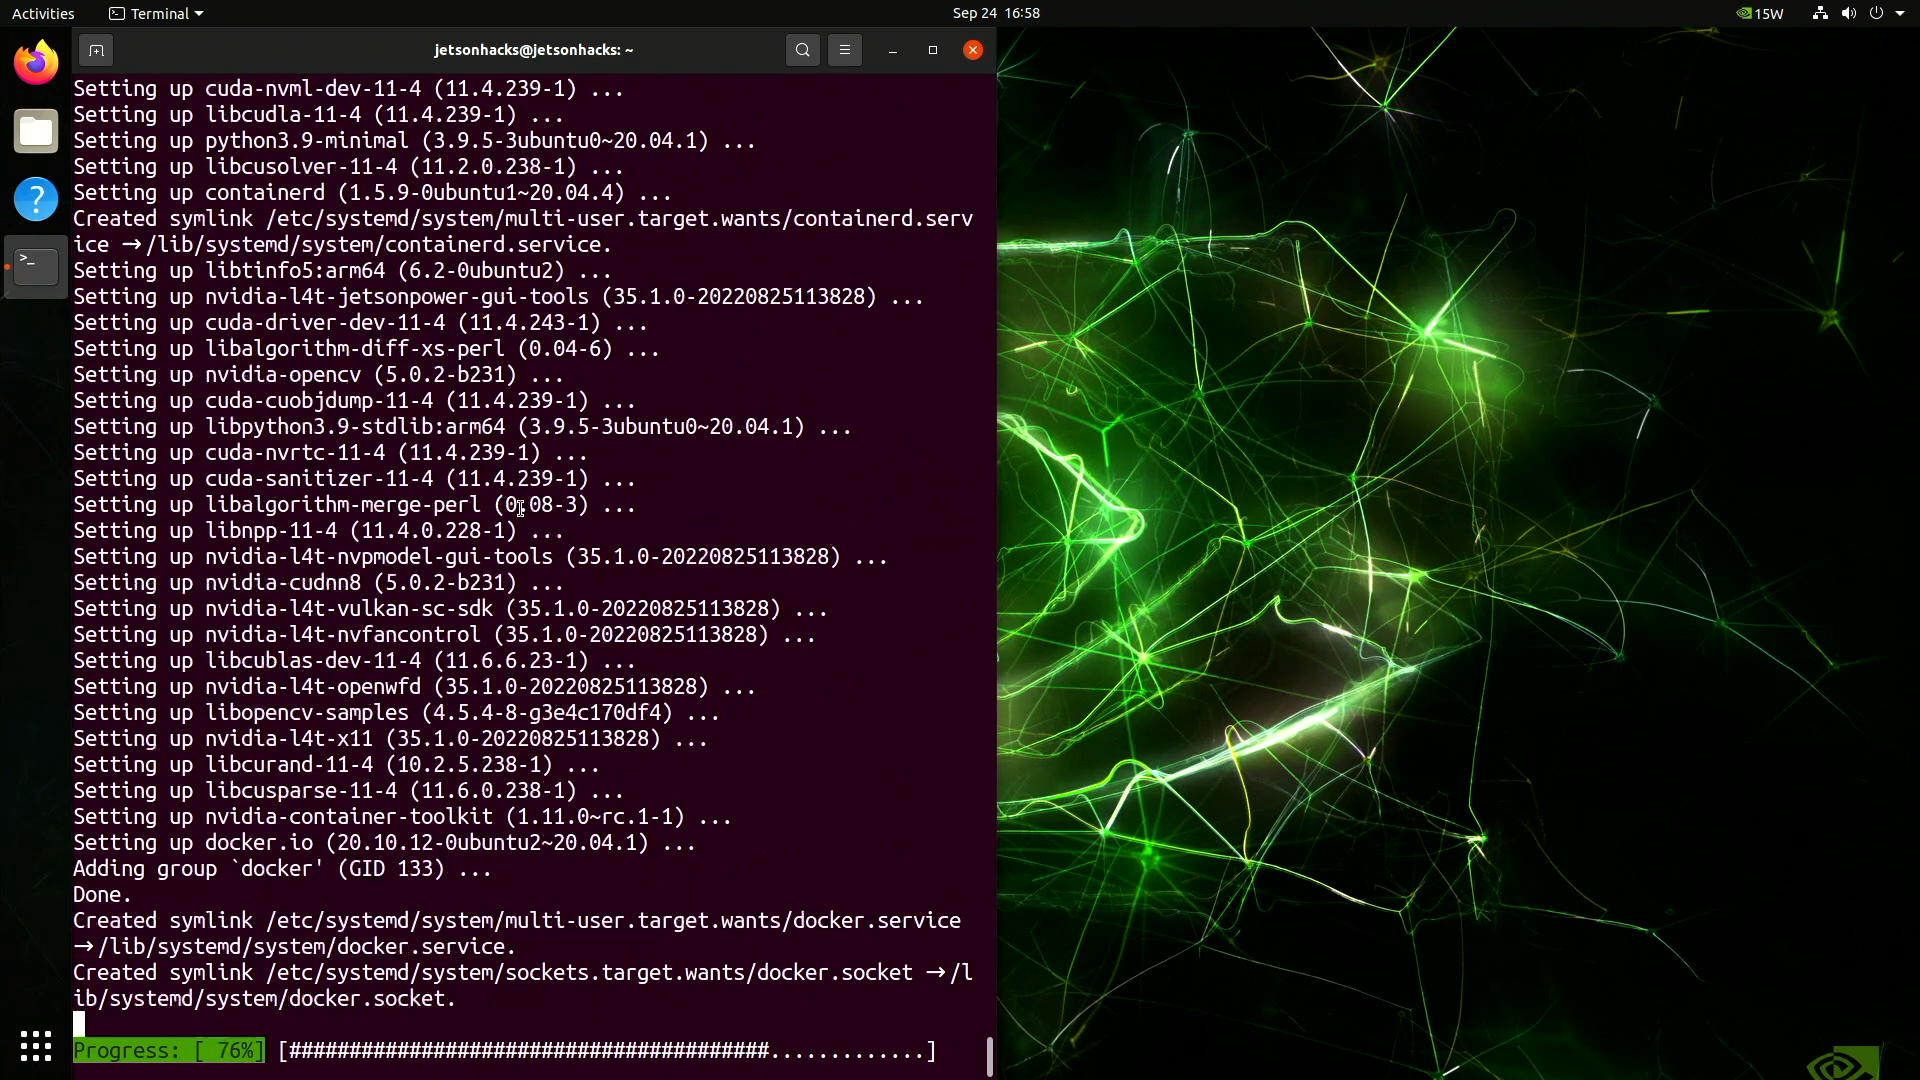 Activities Terminal Sep 24 16:58 15W
jetsonhacks@jetsonhacks: ~
Setting up cuda-nvml-dev-11-4 (11.4.239-1) ...
Setting up libcudla-11-4 (11.4.239-1) ...
Setting up python3.9-minimal (3.9.5-3ubuntu0~20.04.1) ...
Setting up libcusolver-11-4 (11.2.0.238-1) ...
Setting up containerd (1.5.9-0ubuntu1~20.04.4) ...
Created symlink /etc/systemd/system/multi-user.target.wants/containerd.serv
ice → /lib/systemd/system/containerd.service.
Setting up libtinfo5:arm64 (6.2-0ubuntu2) ...
Setting up nvidia-l4t-jetsonpower-gui-tools (35.1.0-20220825113828) ...
Setting up cuda-driver-dev-11-4 (11.4.243-1) ...
Setting up libalgorithm-diff-xs-perl (0.04-6) ...
Setting up nvidia-opencv (5.0.2-b231) ...
Setting up cuda-cuobjdump-11-4 (11.4.239-1) ...
Setting up libpython3.9-stdlib:arm64 (3.9.5-3ubuntu0~20.04.1) ...
Setting up cuda-nvrtc-11-4 (11.4.239-1) ...
Setting up cuda-sanitizer-11-4 (11.4.239-1) ...
Setting up libalgorithm-merge-perl (0.08-3) ...
Setting up libnpp-11-4 (11.4.0.228-1) ...
Setting up nvidia-l4t-nvpmodel-gui-tools (35.1.0-20220825113828) ...
Setting up nvidia-cudnn8 (5.0.2-b231) ...
Setting up nvidia-l4t-vulkan-sc-sdk (35.1.0-20220825113828) ...
Setting up nvidia-l4t-nvfancontrol (35.1.0-20220825113828) ...
Setting up libcublas-dev-11-4 (11.6.6.23-1) ...
Setting up nvidia-l4t-openwfd (35.1.0-20220825113828) ...
Setting up libopencv-samples (4.5.4-8-g3e4c170df4) ...
Setting up nvidia-l4t-x11 (35.1.0-20220825113828) ...
Setting up libcurand-11-4 (10.2.5.238-1) ...
Setting up libcusparse-11-4 (11.6.0.238-1) ...
Setting up nvidia-container-toolkit (1.11.0~rc.1-1) ...
Setting up docker.io (20.10.12-0ubuntu2~20.04.1) ...
Adding group `docker' (GID 133) ...
Done.
Created symlink /etc/systemd/system/multi-user.target.wants/docker.service
→ /lib/systemd/system/docker.service.
Created symlink /etc/systemd/system/sockets.target.wants/docker.socket → /l
ib/systemd/system/docker.socket.
Progress: [ 76%] [########################################.............]